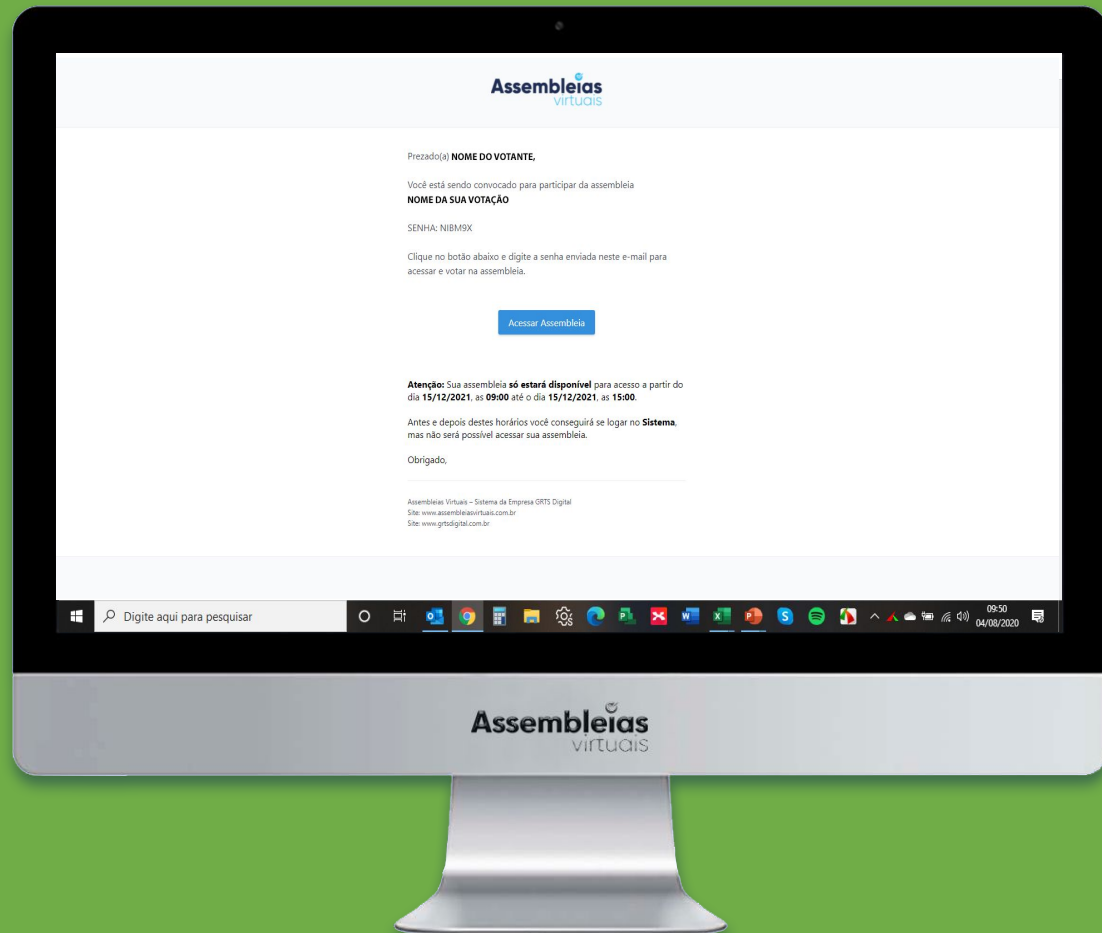 Assembleias
virtuais
Prezado(a) NOME DO VOTANTE,
Você está sendo convocado para participar da assembleia
NOME DA SUA VOTAÇÃO
SENHA: NIBM9X
Clique no botão abaixo e digite a senha enviada neste e-mail para
acessar e votar na assembleia.
Acessar Assembleia
Atenção: Sua assembleia só estará disponível para acesso a partir do
dia 15/12/2021, as 09:00 até o dia 15/12/2021, as 15:00.
Antes e depois destes horários você conseguirá se logar no Sistema,
mas não será possível acessar sua assembleia.
Obrigado,
Assembleias Virtuais – Sistema da Empresa GRTS Digital
Site: www.assembleiasvirtuais.com.br
Site: www.grtsdigital.com.br
Digite aqui para pesquisar
09:50
04/08/2020
Assembleias
virtuais